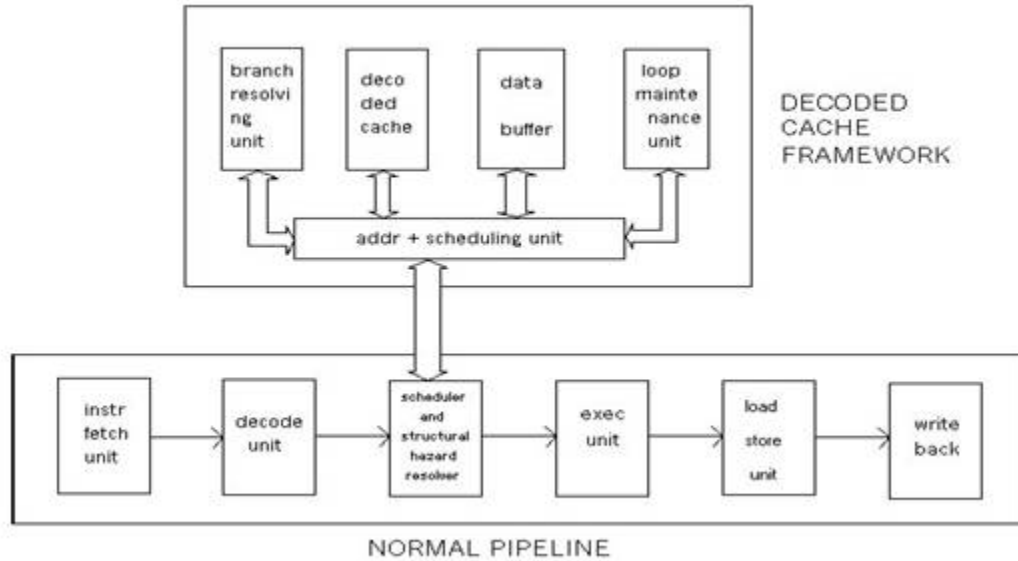 branch
resolvi
ng
unit
deco
ded
cache
data
buffer
loop
mainte
nance
unit
DECODED
CACHE
FRAMEWORK
addr + scheduling unit
instr
fetch
unit
decode
unit
scheduler
and
structural
hazard
resolver
exec
unit
load
store
unit
write
back
NORMAL PIPELINE